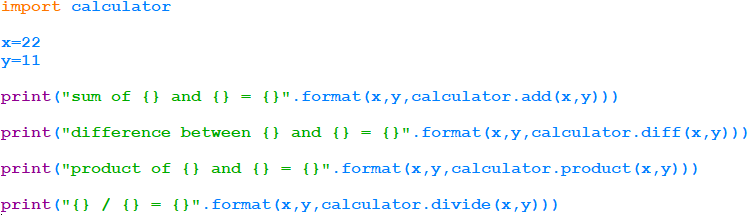 import calculator
x=22
y=11
print("sum of {} and {} = {}".format(x,y,calculator.add(x,y)))
print("difference between {} and {} = {}".format(x,y,calculator.diff(x,y)))
print("product of {} and {} = {}".format(x,y,calculator.product(x,y)))
print("{} / {} = {}".format(x,y,calculator.divide(x,y)))